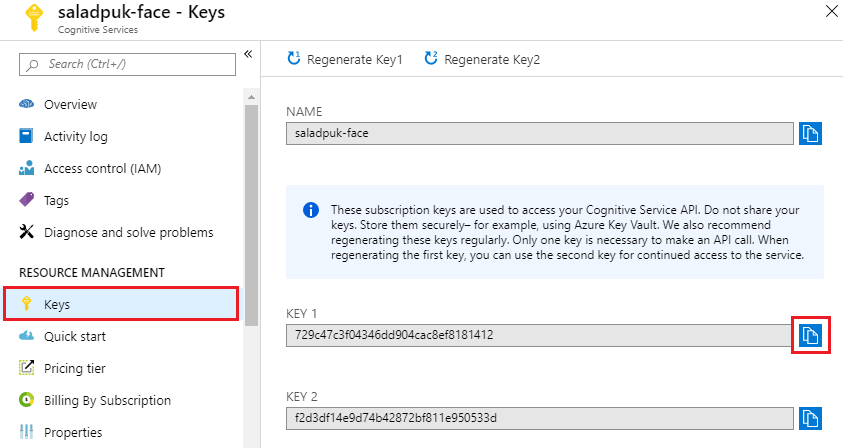 saladpuk-face - Keys
Cognitive Services
Search (Ctrl+/)
Overview
Activity log
Access control (IAM)
Tags
Diagnose and solve problems
RESOURCE MANAGEMENT
Keys
Quick start
Pricing tier
Billing By Subscription
Properties
Regenerate Key1
Regenerate Key2
NAME
saladpuk-face
These subscription keys are used to access your Cognitive Service API. Do not share your
keys. Store them securely– for example, using Azure Key Vault. We also recommend
regenerating these keys regularly. Only one key is necessary to make an API call. When
regenerating the first key, you can use the second key for continued access to the service.
KEY 1
729c47c3f04346dd904cac8ef8181412
KEY 2
f2d3df14e9d74b42872bf811e950533d